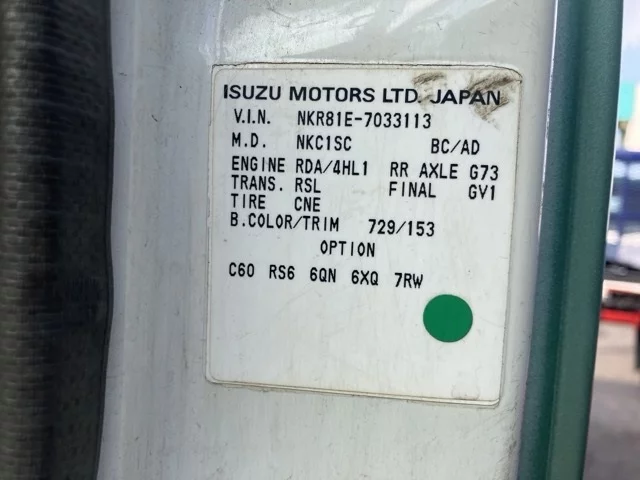 ISUZU MOTORS LTD. JAPAN
V.I.N. NKR81E-7033113
M.D. NKC1SC BC/AD
ENGINE RDA/4HL1 RR AXLE G73
TRANS. RSL FINAL GV1
TIRE CNE
B.COLOR/TRIM 729/153
OPTION
C60 RS6 6QN 6XQ 7RW